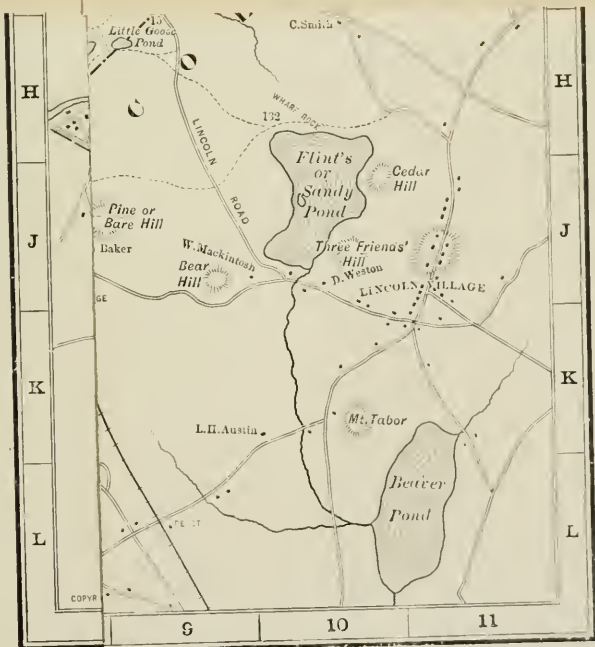 15
C. Smith
Little Goose
Pond
H
H
C
O
WHARF ROCK
132
LINCOLN
ROAD
Flint's
or
Sandy
Pond
Cedar
Hill
Pine or
Bare Hill
J
J
Baker
W. Mackintosh
Three Friends'
Hill
Bear
Hill
D. Weston
LINCOLN VILLAGE
GE
K
K
L. H. Austin
Mt. Tabor
Beaver
Pond
L
L
COPYR
9
10
11